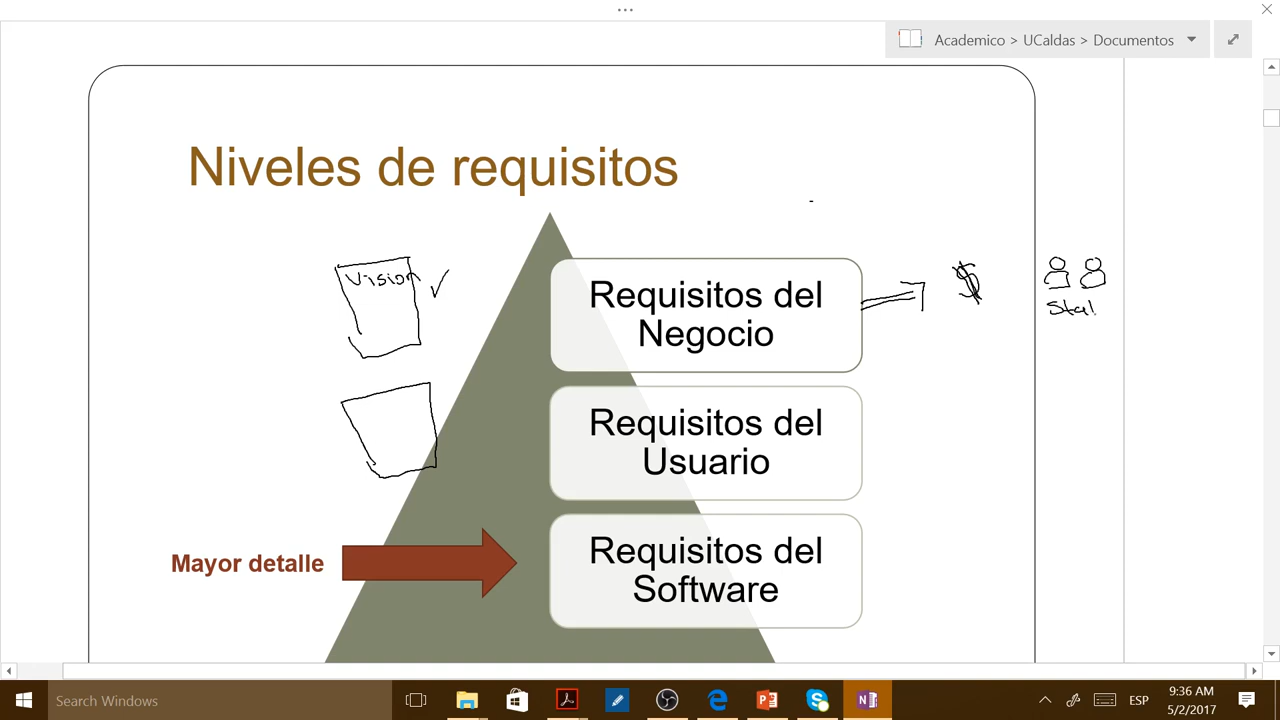 Academico > UCaldas > Documentos
Niveles de requisitos
Vision
Requisitos del
Negocio
$
Stal
Requisitos del
Usuario
Mayor detalle
Requisitos del
Software
Search Windows
ESP
9:36 AM
5/2/2017